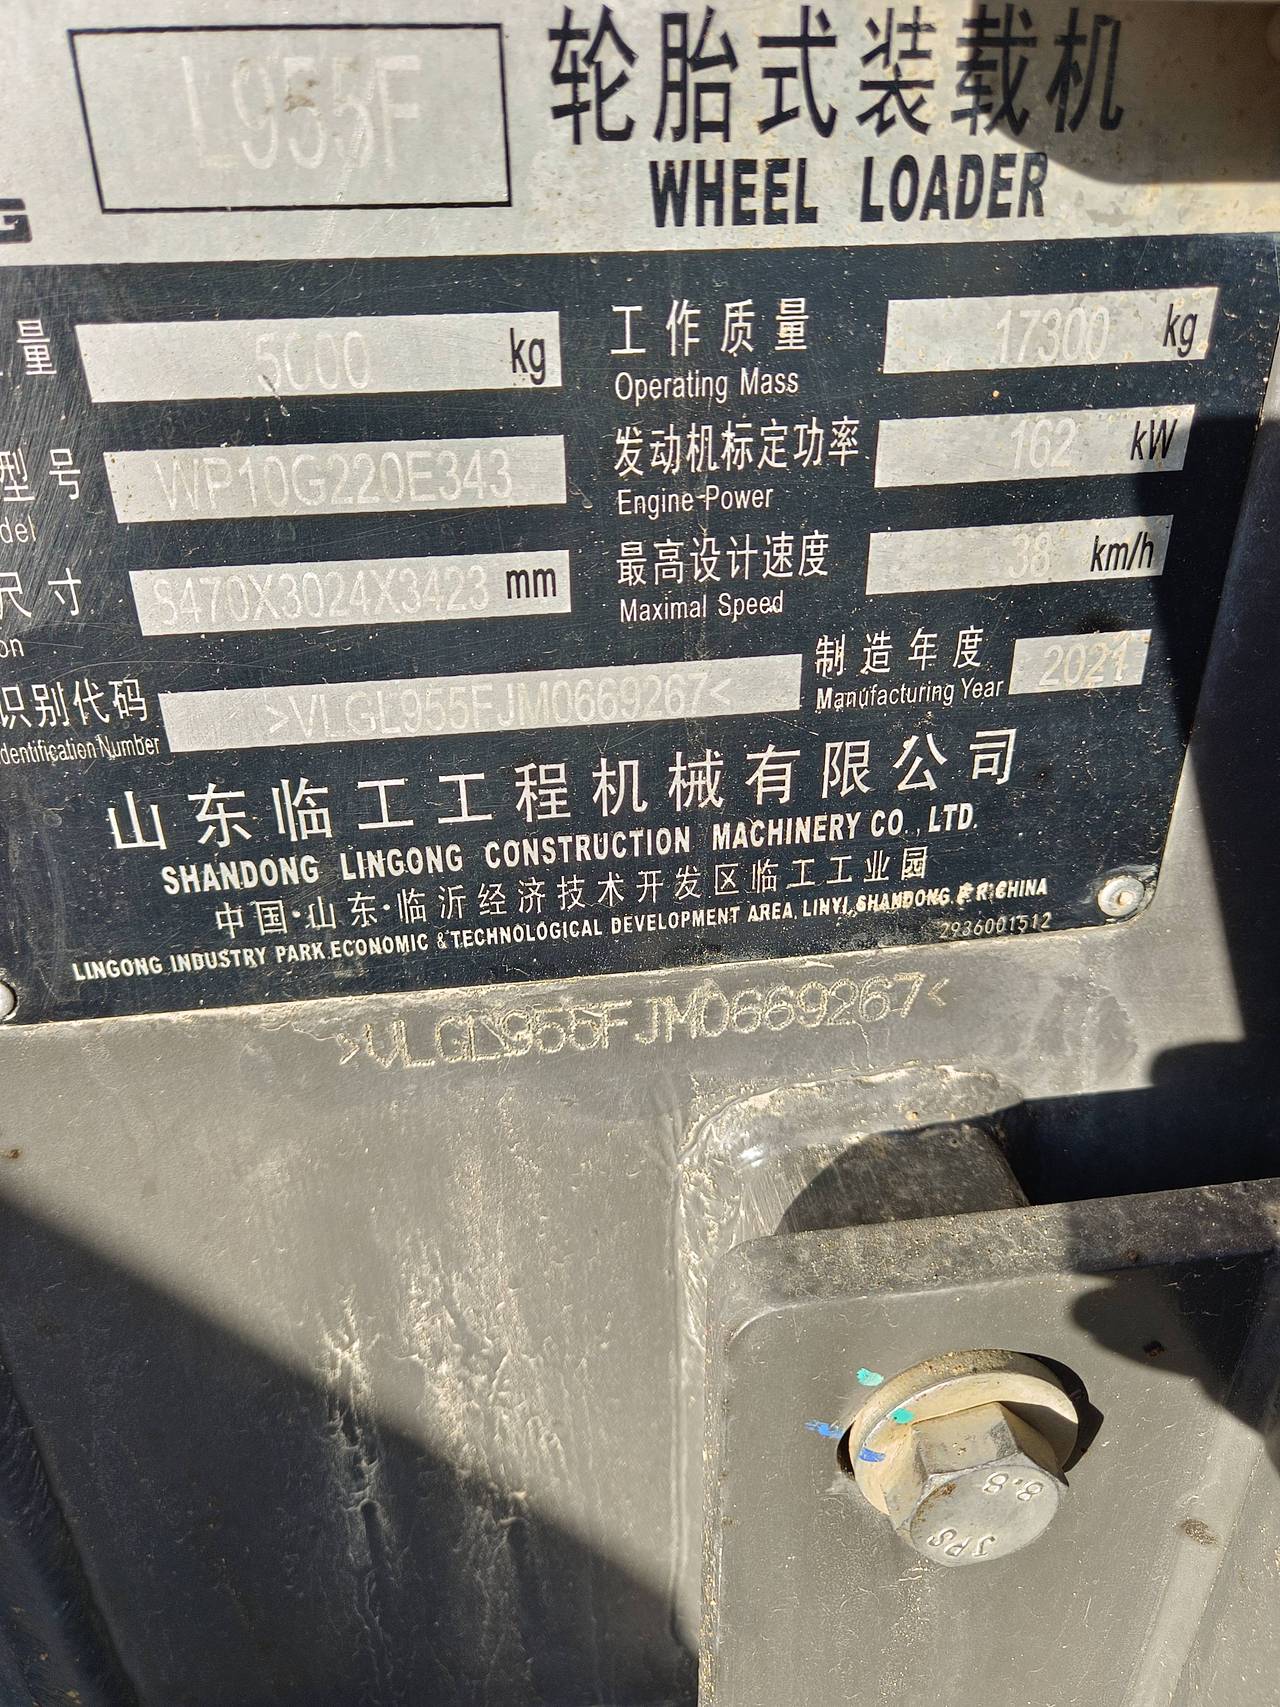 L955F
轮胎式装载机
WHEEL LOADER
G
量 5000 kg
工作质量 17300 kg
Operating Mass
型号 WP10G220E343
del
发动机标定功率 162 kW
Engine Power
尺寸 8470X3024X3423 mm
on
最高设计速度 38 km/h
Maximal Speed
识别代码 >VLGL955FJM0669267<
dentification Number
制造年度 2021
Manufacturing Year
山东临工工程机械有限公司
SHANDONG LINGONG CONSTRUCTION MACHINERY CO., LTD.
中国·山东·临沂经济技术开发区临工工业园
LINGONG INDUSTRY PARK ECONOMIC & TECHNOLOGICAL DEVELOPMENT AREA, LINYI, SHANDONG, P.R.CHINA
2936001512
>VLGL955FJM0669267<
8.8
JPS